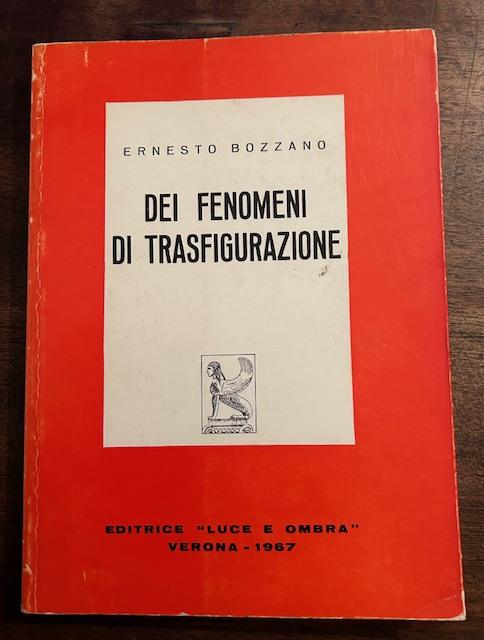 ERNESTO BOZZANO
DEI FENOMENI
DI TRASFIGURAZIONE
EDITRICE "LUCE E OMBRA"
VERONA - 1967